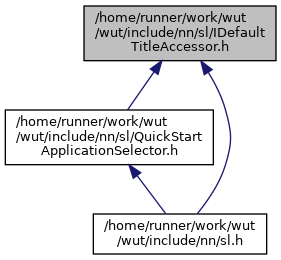 /home/runner/work/wut
/wut/include/nn/sl/IDefault
TitleAccessor.h
/home/runner/work/wut
/wut/include/nn/sl/QuickStart
ApplicationSelector.h
/home/runner/work/wut
/wut/include/nn/sl.h